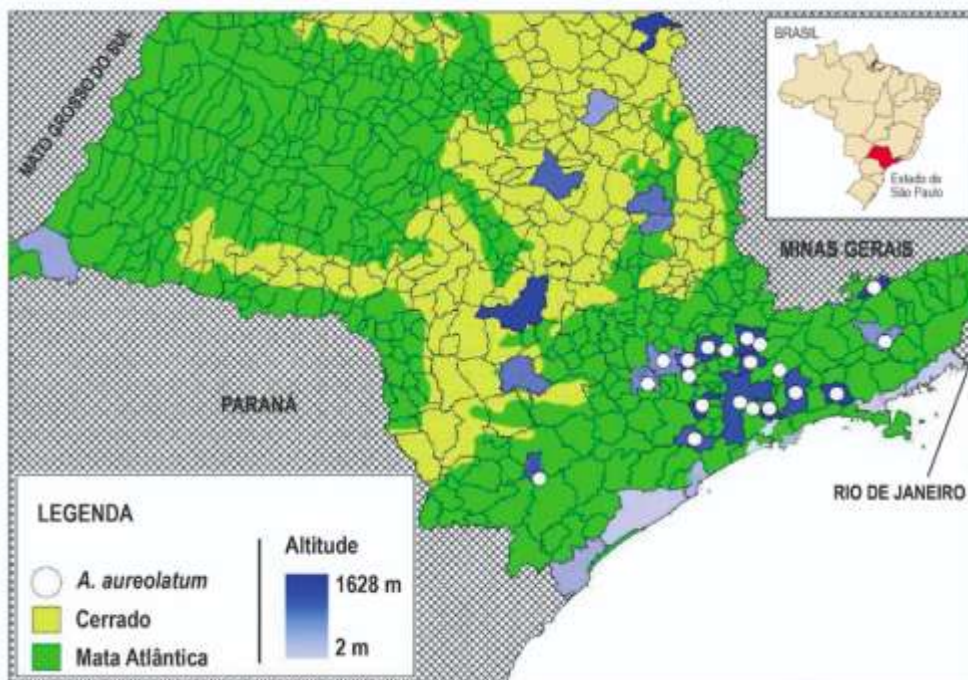 BRASIL
Estado de
São Paulo
MATO GROSSO DO SUL
MINAS GERAIS
PARANÁ
RIO DE JANEIRO
LEGENDA
A. aureolatum
Cerrado
Mata Atlântica
Altitude
1628 m
2 m